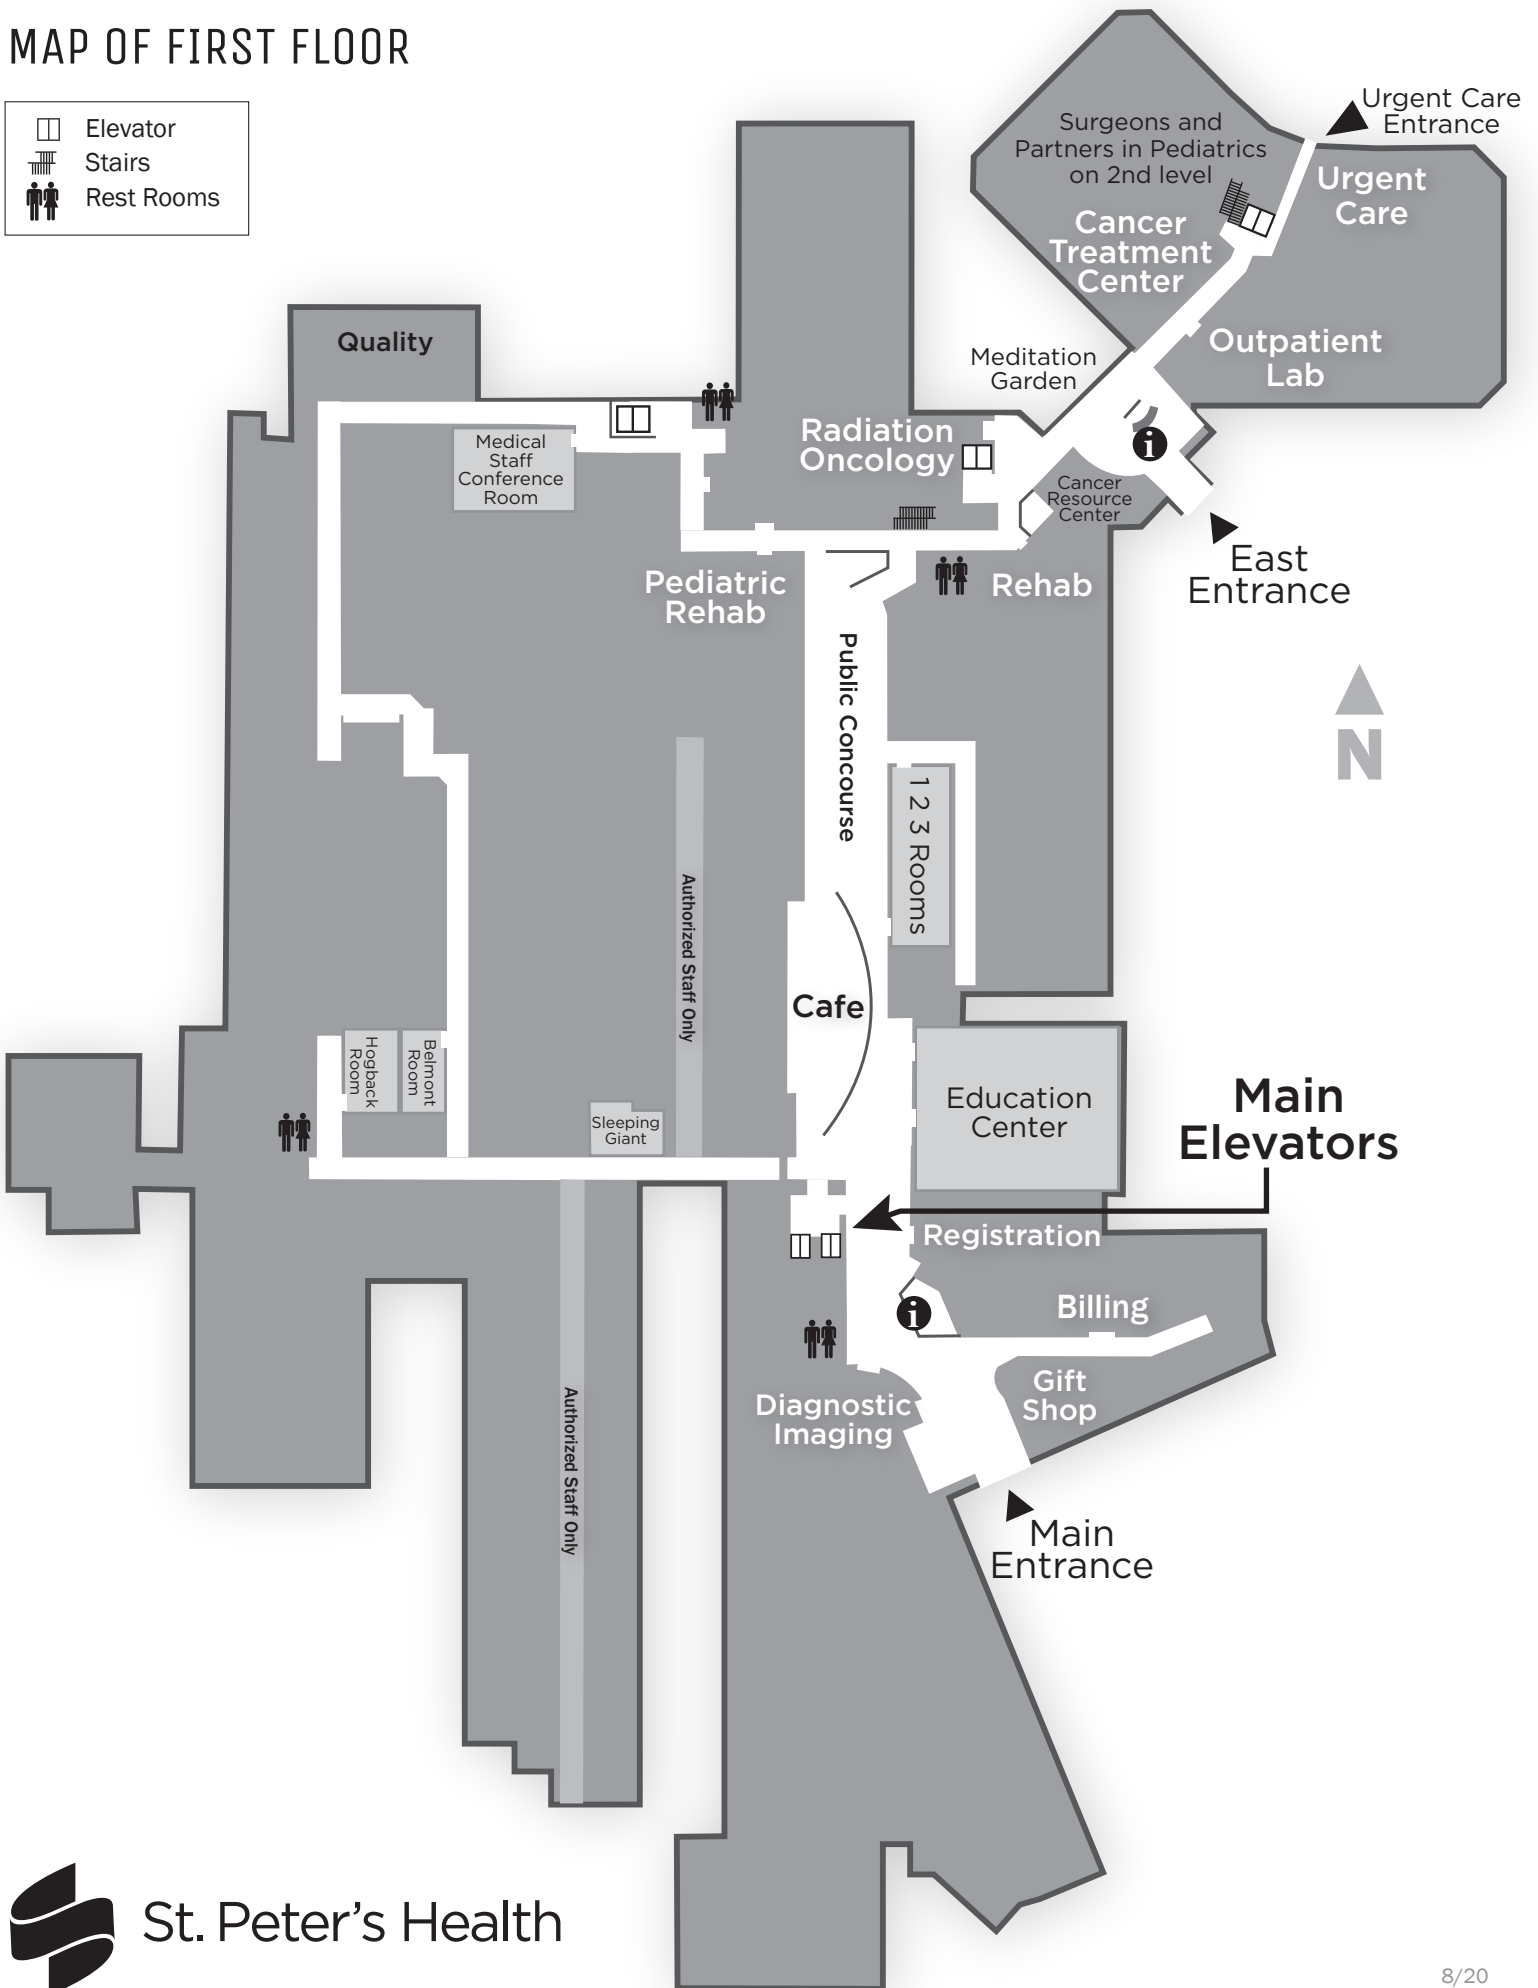 MAP OF FIRST FLOOR
Elevator
Stairs
Rest Rooms
Urgent Care
Entrance
Surgeons and
Partners in Pediatrics
on 2nd level
Urgent
Care
Cancer
Treatment
Center
Outpatient
Lab
Meditation
Garden
Quality
Medical
Staff
Conference
Room
Radiation
Oncology
i
Cancer
Resource
Center
East
Entrance
Pediatric
Rehab
Rehab
Public Concourse
N
1 2 3 Rooms
Authorized Staff Only
Cafe
Hogback
Room
Belmont
Room
Sleeping
Giant
Education
Center
Main
Elevators
Registration
i
Billing
Gift
Shop
Diagnostic
Imaging
Authorized Staff Only
Main
Entrance
St. Peter's Health
8/20